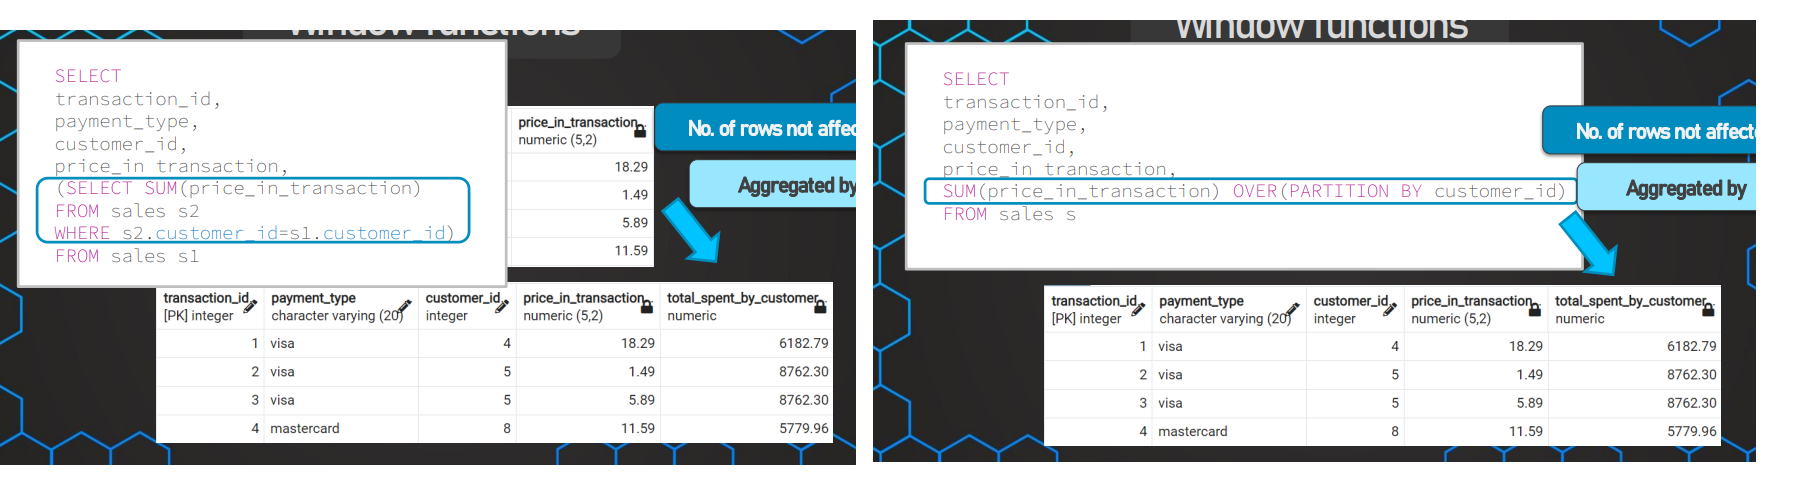 Window functions
SELECT
transaction_id,
payment_type,
customer_id,
price_in_transaction,
(SELECT SUM(price_in_transaction)
FROM sales s2
WHERE s2.customer_id=s1.customer_id)
FROM sales s1
price_in_transaction
numeric (5,2)
18.29
1.49
5.89
11.59
No. of rows not affec
Aggregated by
transaction_id payment_type customer_id price_in_transaction total_spent_by_customer
[PK] integer character varying (20) integer numeric (5,2) numeric
1 visa 4 18.29 6182.79
2 visa 5 1.49 8762.30
3 visa 5 5.89 8762.30
4 mastercard 8 11.59 5779.96
Window functions
SELECT
transaction_id,
payment_type,
customer_id,
price_in_transaction,
SUM(price_in_transaction) OVER(PARTITION BY customer_id)
FROM sales s
No. of rows not affect
Aggregated by
transaction_id payment_type customer_id price_in_transaction total_spent_by_customer
[PK] integer character varying (20) integer numeric (5,2) numeric
1 visa 4 18.29 6182.79
2 visa 5 1.49 8762.30
3 visa 5 5.89 8762.30
4 mastercard 8 11.59 5779.96